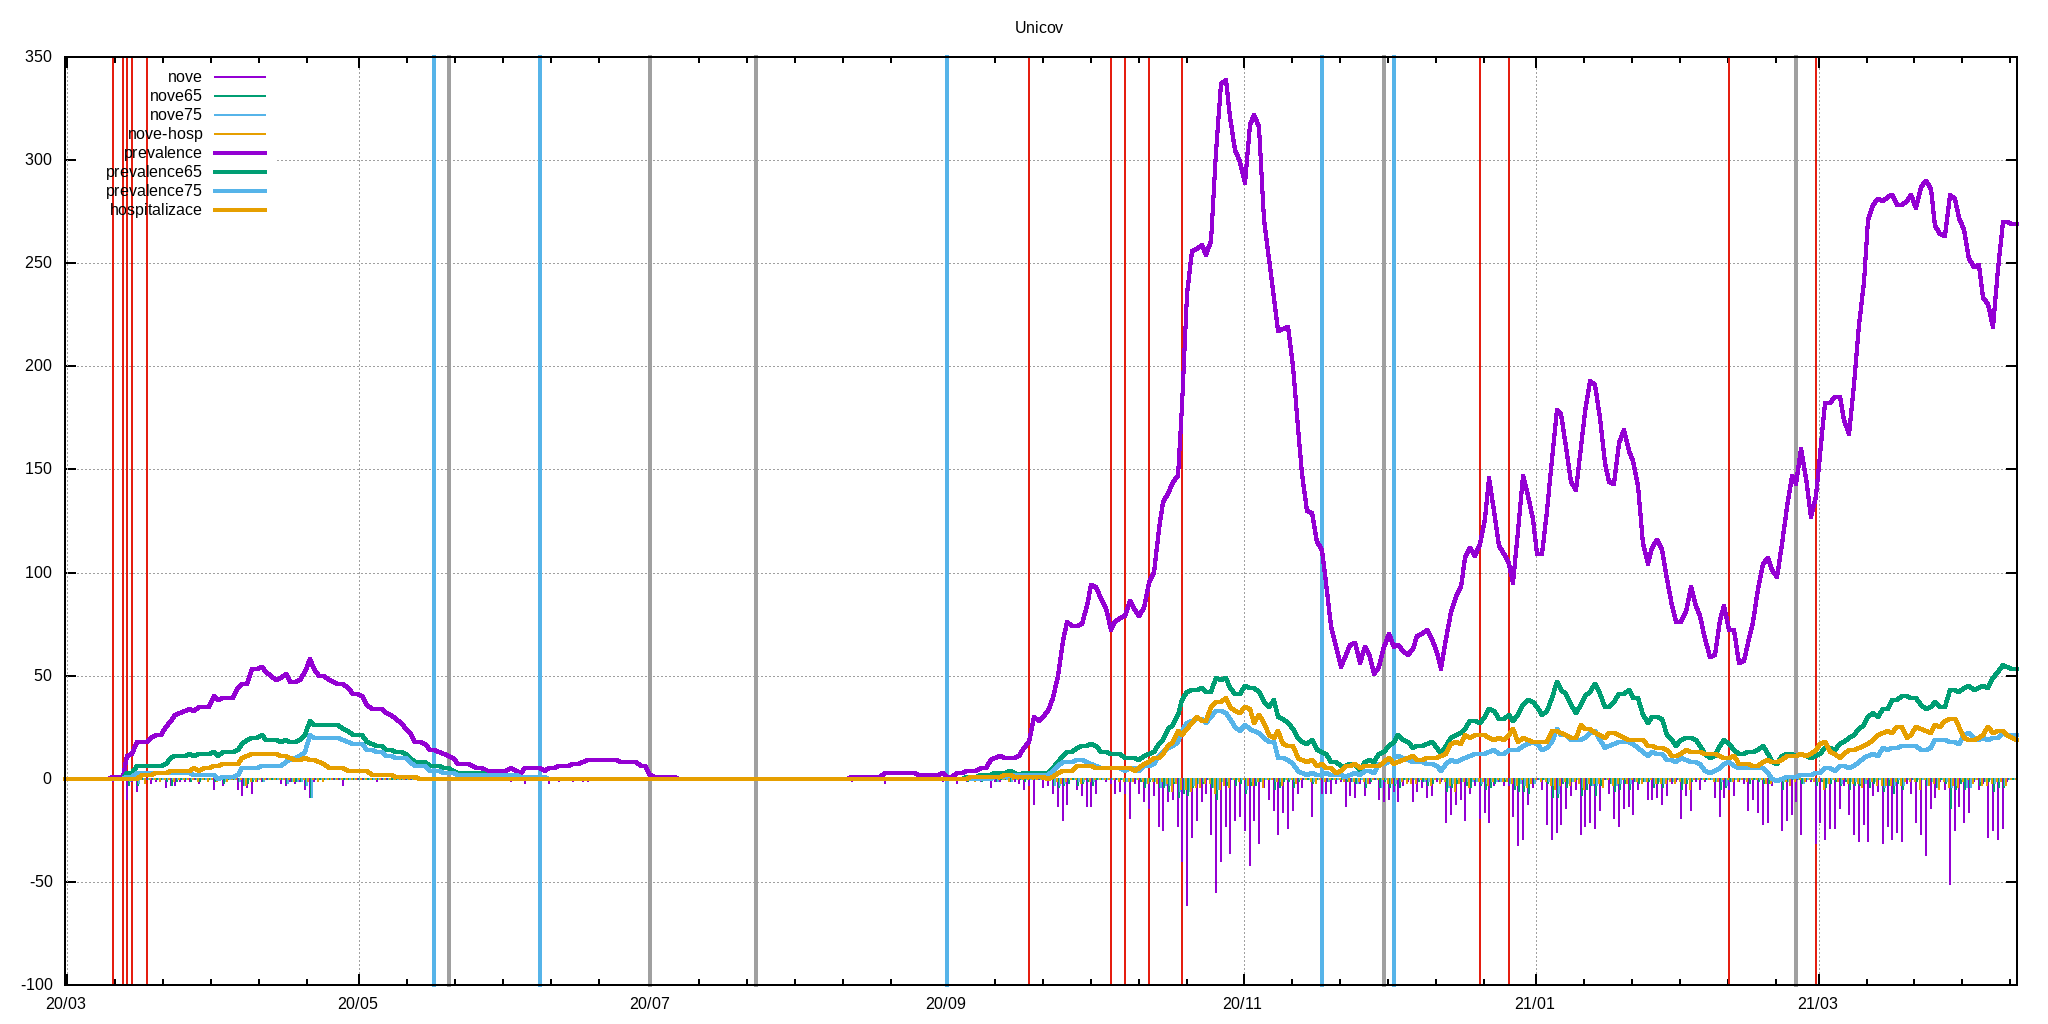 Unicov
350
300
250
200
150
100
50
0
-50
-100
nove
nove65
nove75
nove-hosp
prevalence
prevalence65
prevalence75
hospitalizace
20/03 20/05 20/07 20/09 20/11 21/01 21/03